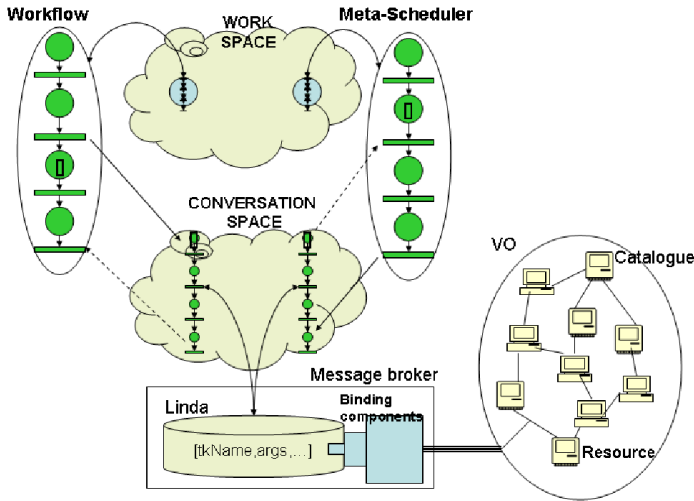 Workflow
WORK
SPACE
Meta-Scheduler
CONVERSATION
SPACE
VO
Catalogue
Message broker
Linda
Binding
components
[tkName,args,...]
Resource